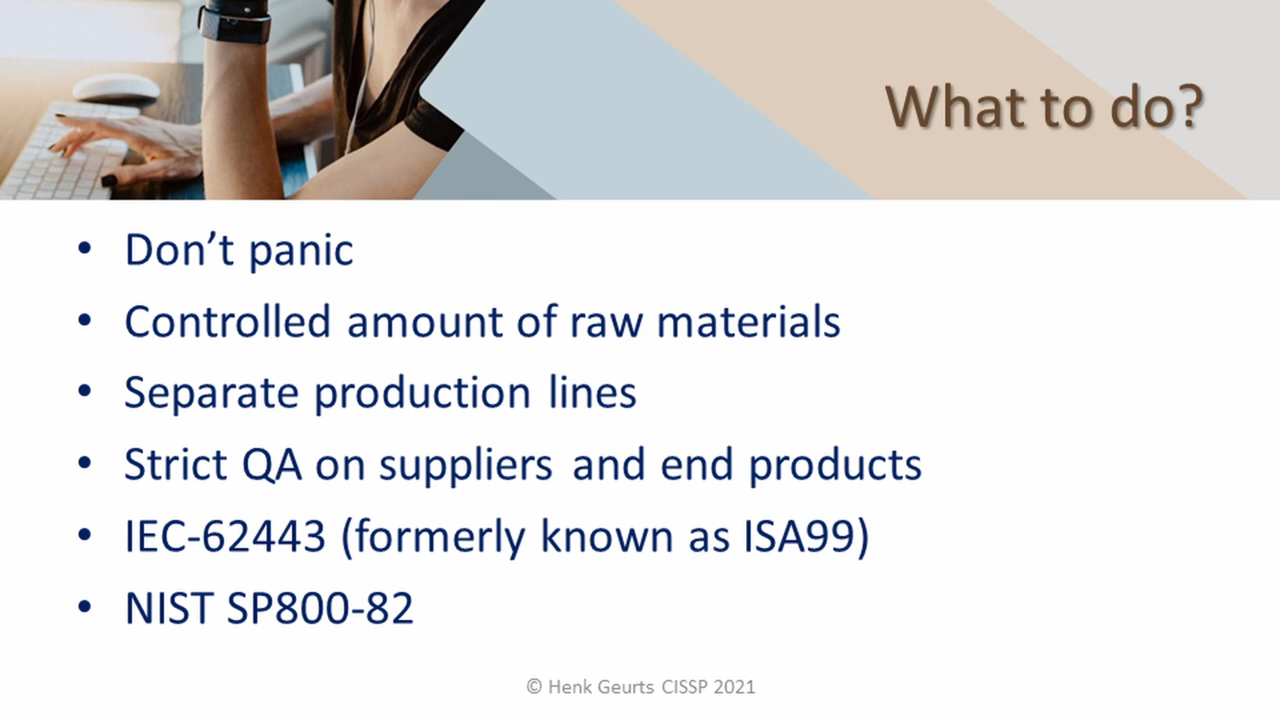 What to do?
• Don’t panic
• Controlled amount of raw materials
• Separate production lines
• Strict QA on suppliers and end products
• IEC-62443 (formerly known as ISA99)
• NIST SP800-82
© Henk Geurts CISSP 2021